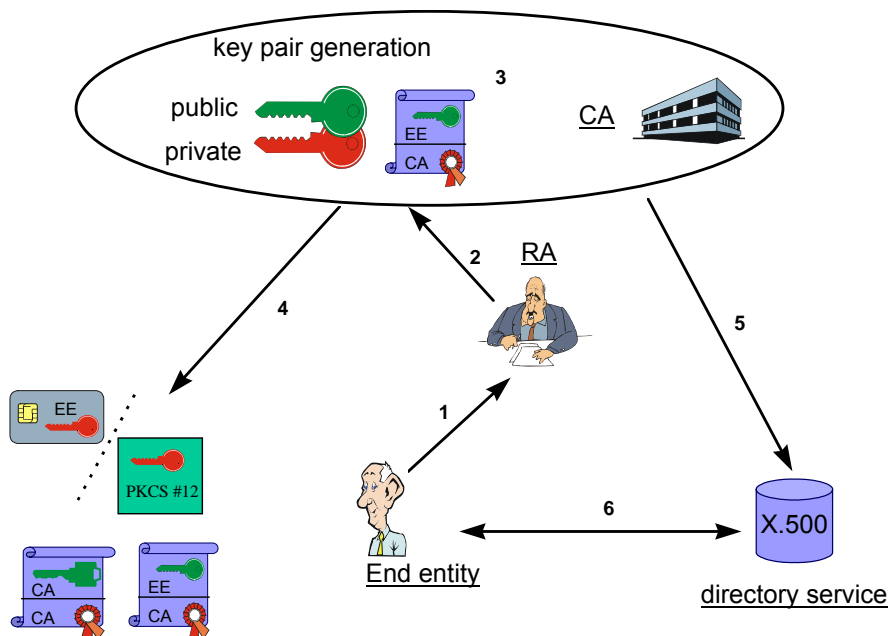 key pair generation
3
public
private
EE
CA
CA
2
RA
4
5
EE
1
PKCS #12
6
X.500
End entity
directory service
CA
CA
EE
CA